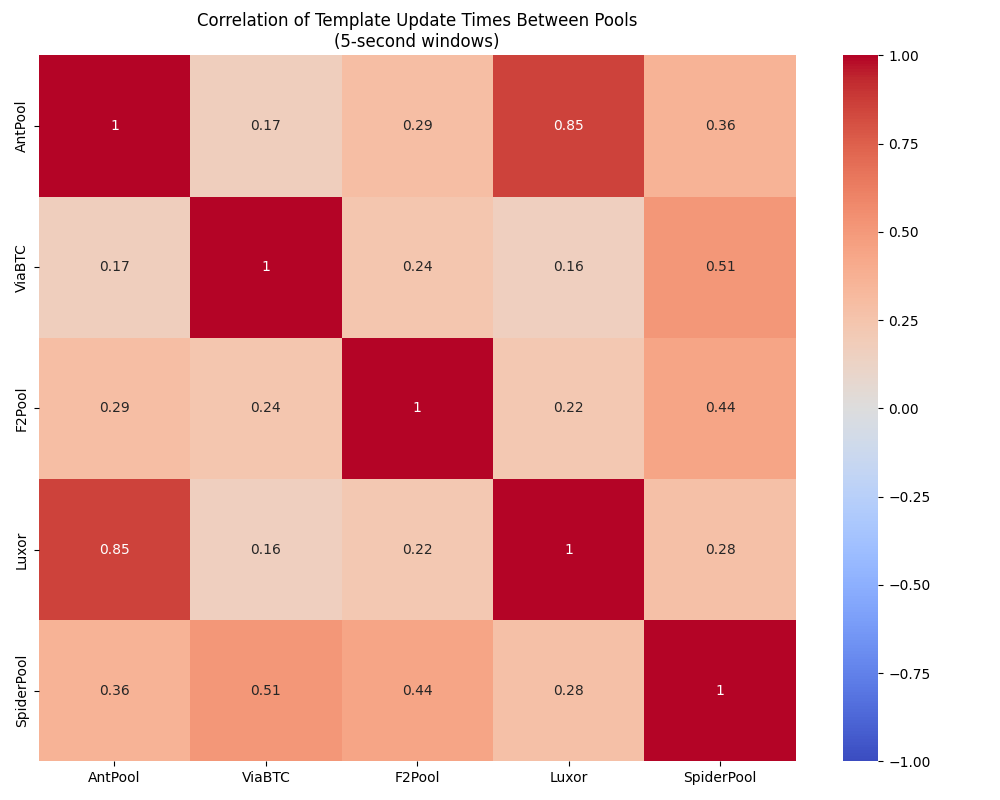 Correlation of Template Update Times Between Pools
(5-second windows)
AntPool
1 0.17 0.29 0.85 0.36
ViaBTC
0.17 1 0.24 0.16 0.51
F2Pool
0.29 0.24 1 0.22 0.44
Luxor
0.85 0.16 0.22 1 0.28
SpiderPool
0.36 0.51 0.44 0.28 1
AntPool ViaBTC F2Pool Luxor SpiderPool
1.00
0.75
0.50
0.25
0.00
−0.25
−0.50
−0.75
−1.00